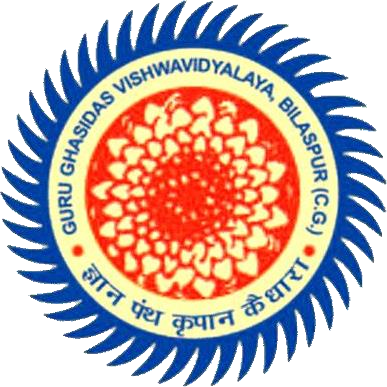 GURU GHASIDAS VISHWAVIDYALAYA, BILASPUR (C.G.)
ज्ञान पंथ कृपान कैधारा